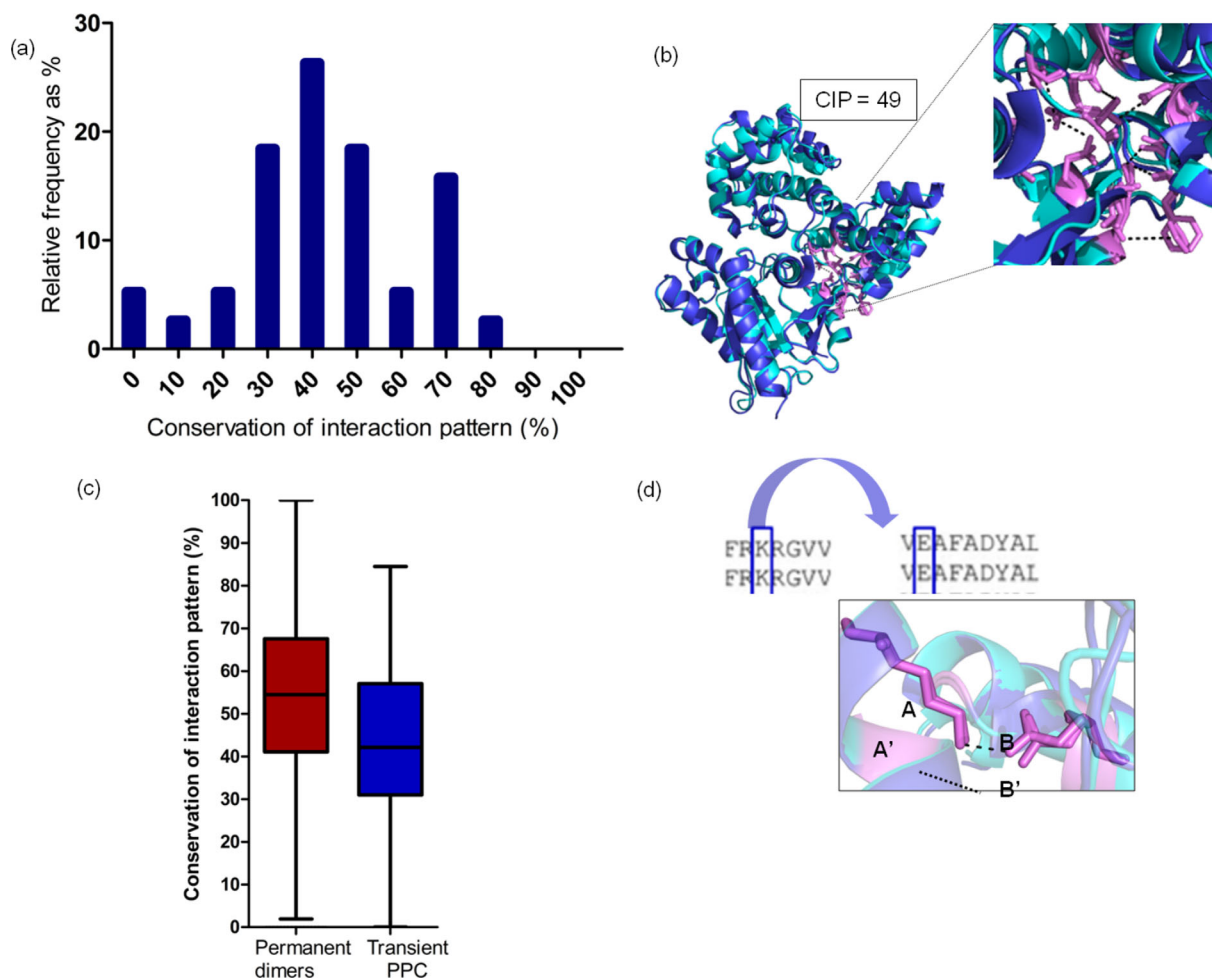 (a)
Relative frequency as %
30
20
10
0
0 10 20 30 40 50 60 70 80 90 100
Conservation of interaction pattern (%)
(b)
CIP = 49
(c)
Conservation of interaction pattern (%)
100
90
80
70
60
50
40
30
20
10
0
Permanent dimers
Transient PPC
(d)
FRKRGVV VEAFADYAL
FRKRGVV VEAFADYAL
A
A'
B
B'